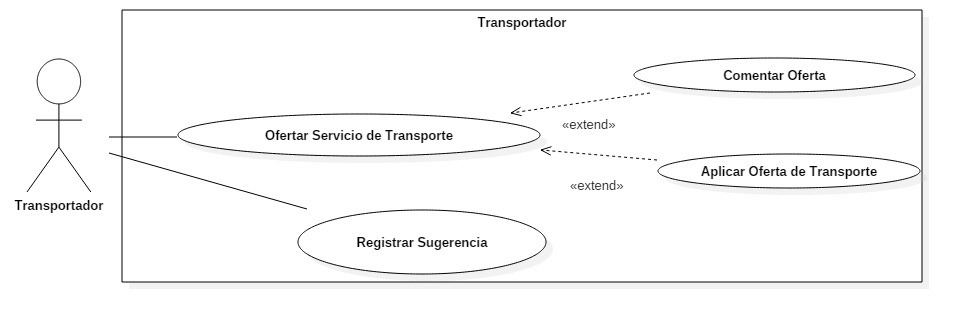 Transportador
Comentar Oferta
«extend»
Ofertar Servicio de Transporte
Aplicar Oferta de Transporte
«extend»
Transportador
Registrar Sugerencia